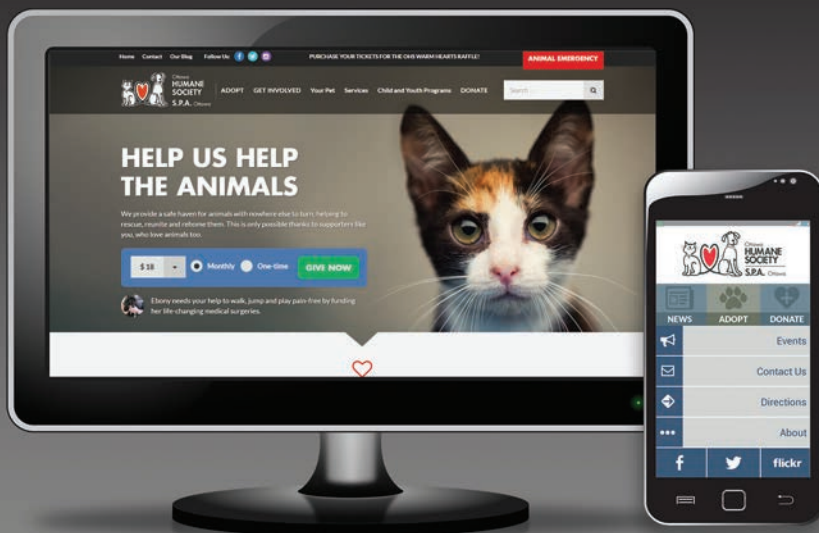 Home Contact Our Blog Follow Us PURCHASE YOUR TICKETS FOR THE OHS WARM HEARTS RAFFLE! ANIMAL EMERGENCY
Ottawa
HUMANE
SOCIETY
S.P.A. Ottawa
ADOPT GET INVOLVED Your Pet Services Child and Youth Programs DONATE Search ...
HELP US HELP
THE ANIMALS
We provide a safe haven for animals with nowhere else to turn, helping to
rescue, reunite and rehome them. This is only possible thanks to supporters like
you, who love animals too.
$ 18 Monthly One-time GIVE NOW
Ebony needs your help to walk, jump and play pain-free by funding
her life-changing medical surgeries.
Ottawa
HUMANE
SOCIETY
S.P.A. Ottawa
NEWS ADOPT DONATE
Events
Contact Us
Directions
About
f flickr